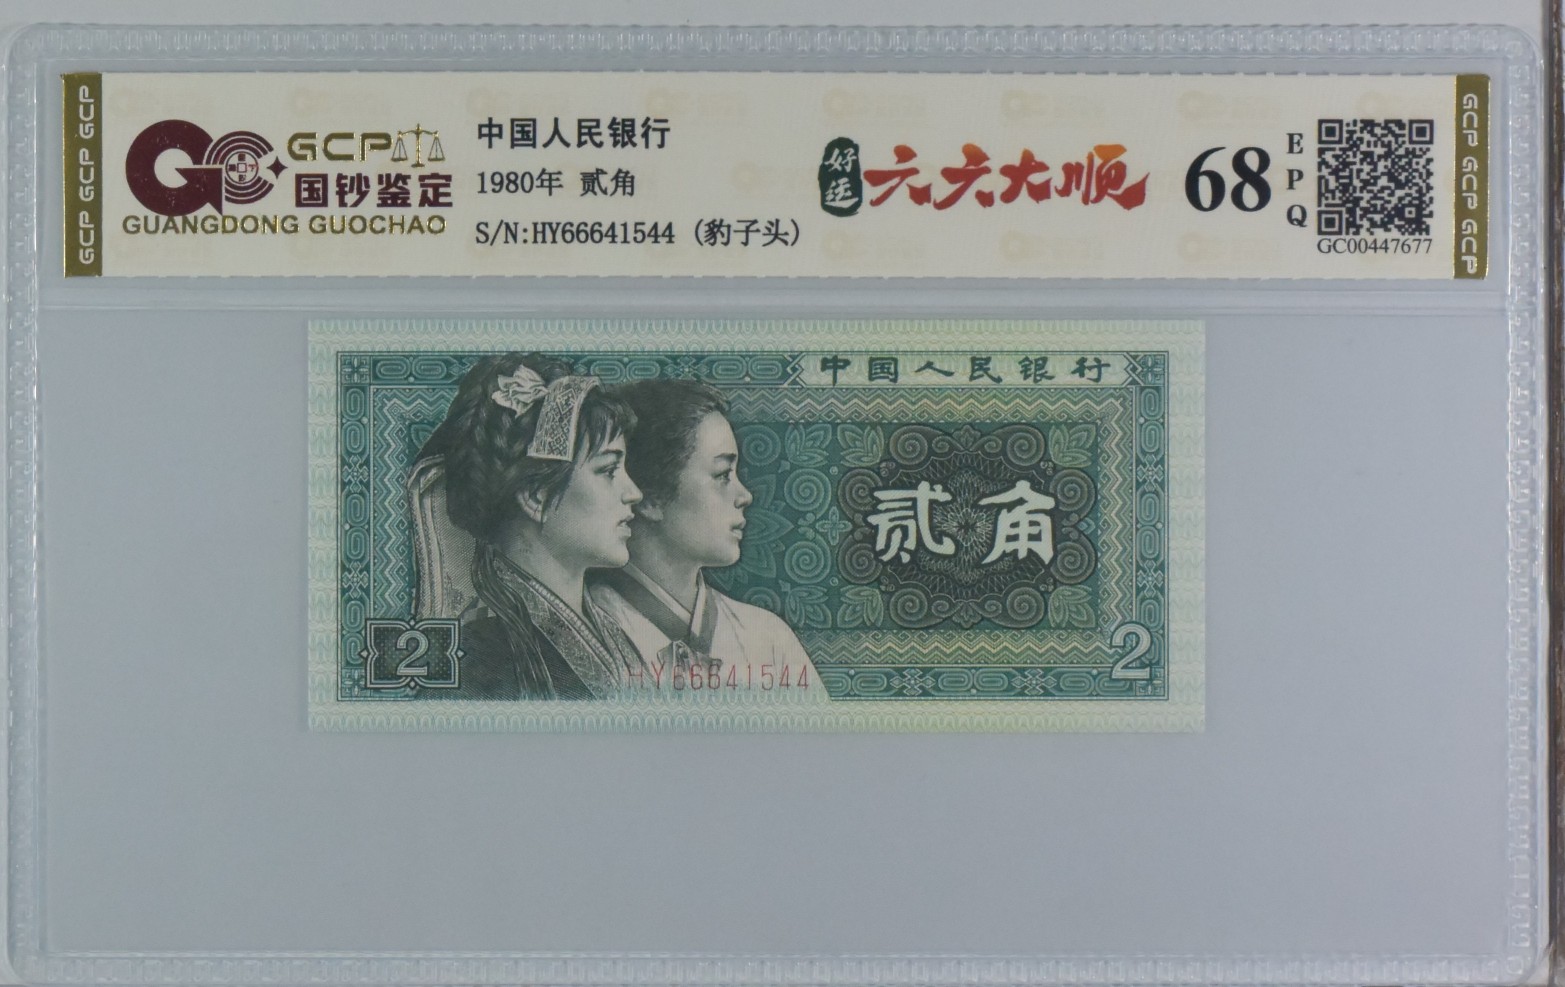 GCP GCP GCP
GCP
国钞鉴定
GUANGDONG GUOCHAO
中国人民银行
1980年 贰角
S/N:HY66641544 (豹子头)
好运
六六大顺
68
EPQ
GC00447677
GCP GCP GCP
中国人民银行
贰角
2
2
HY66641544